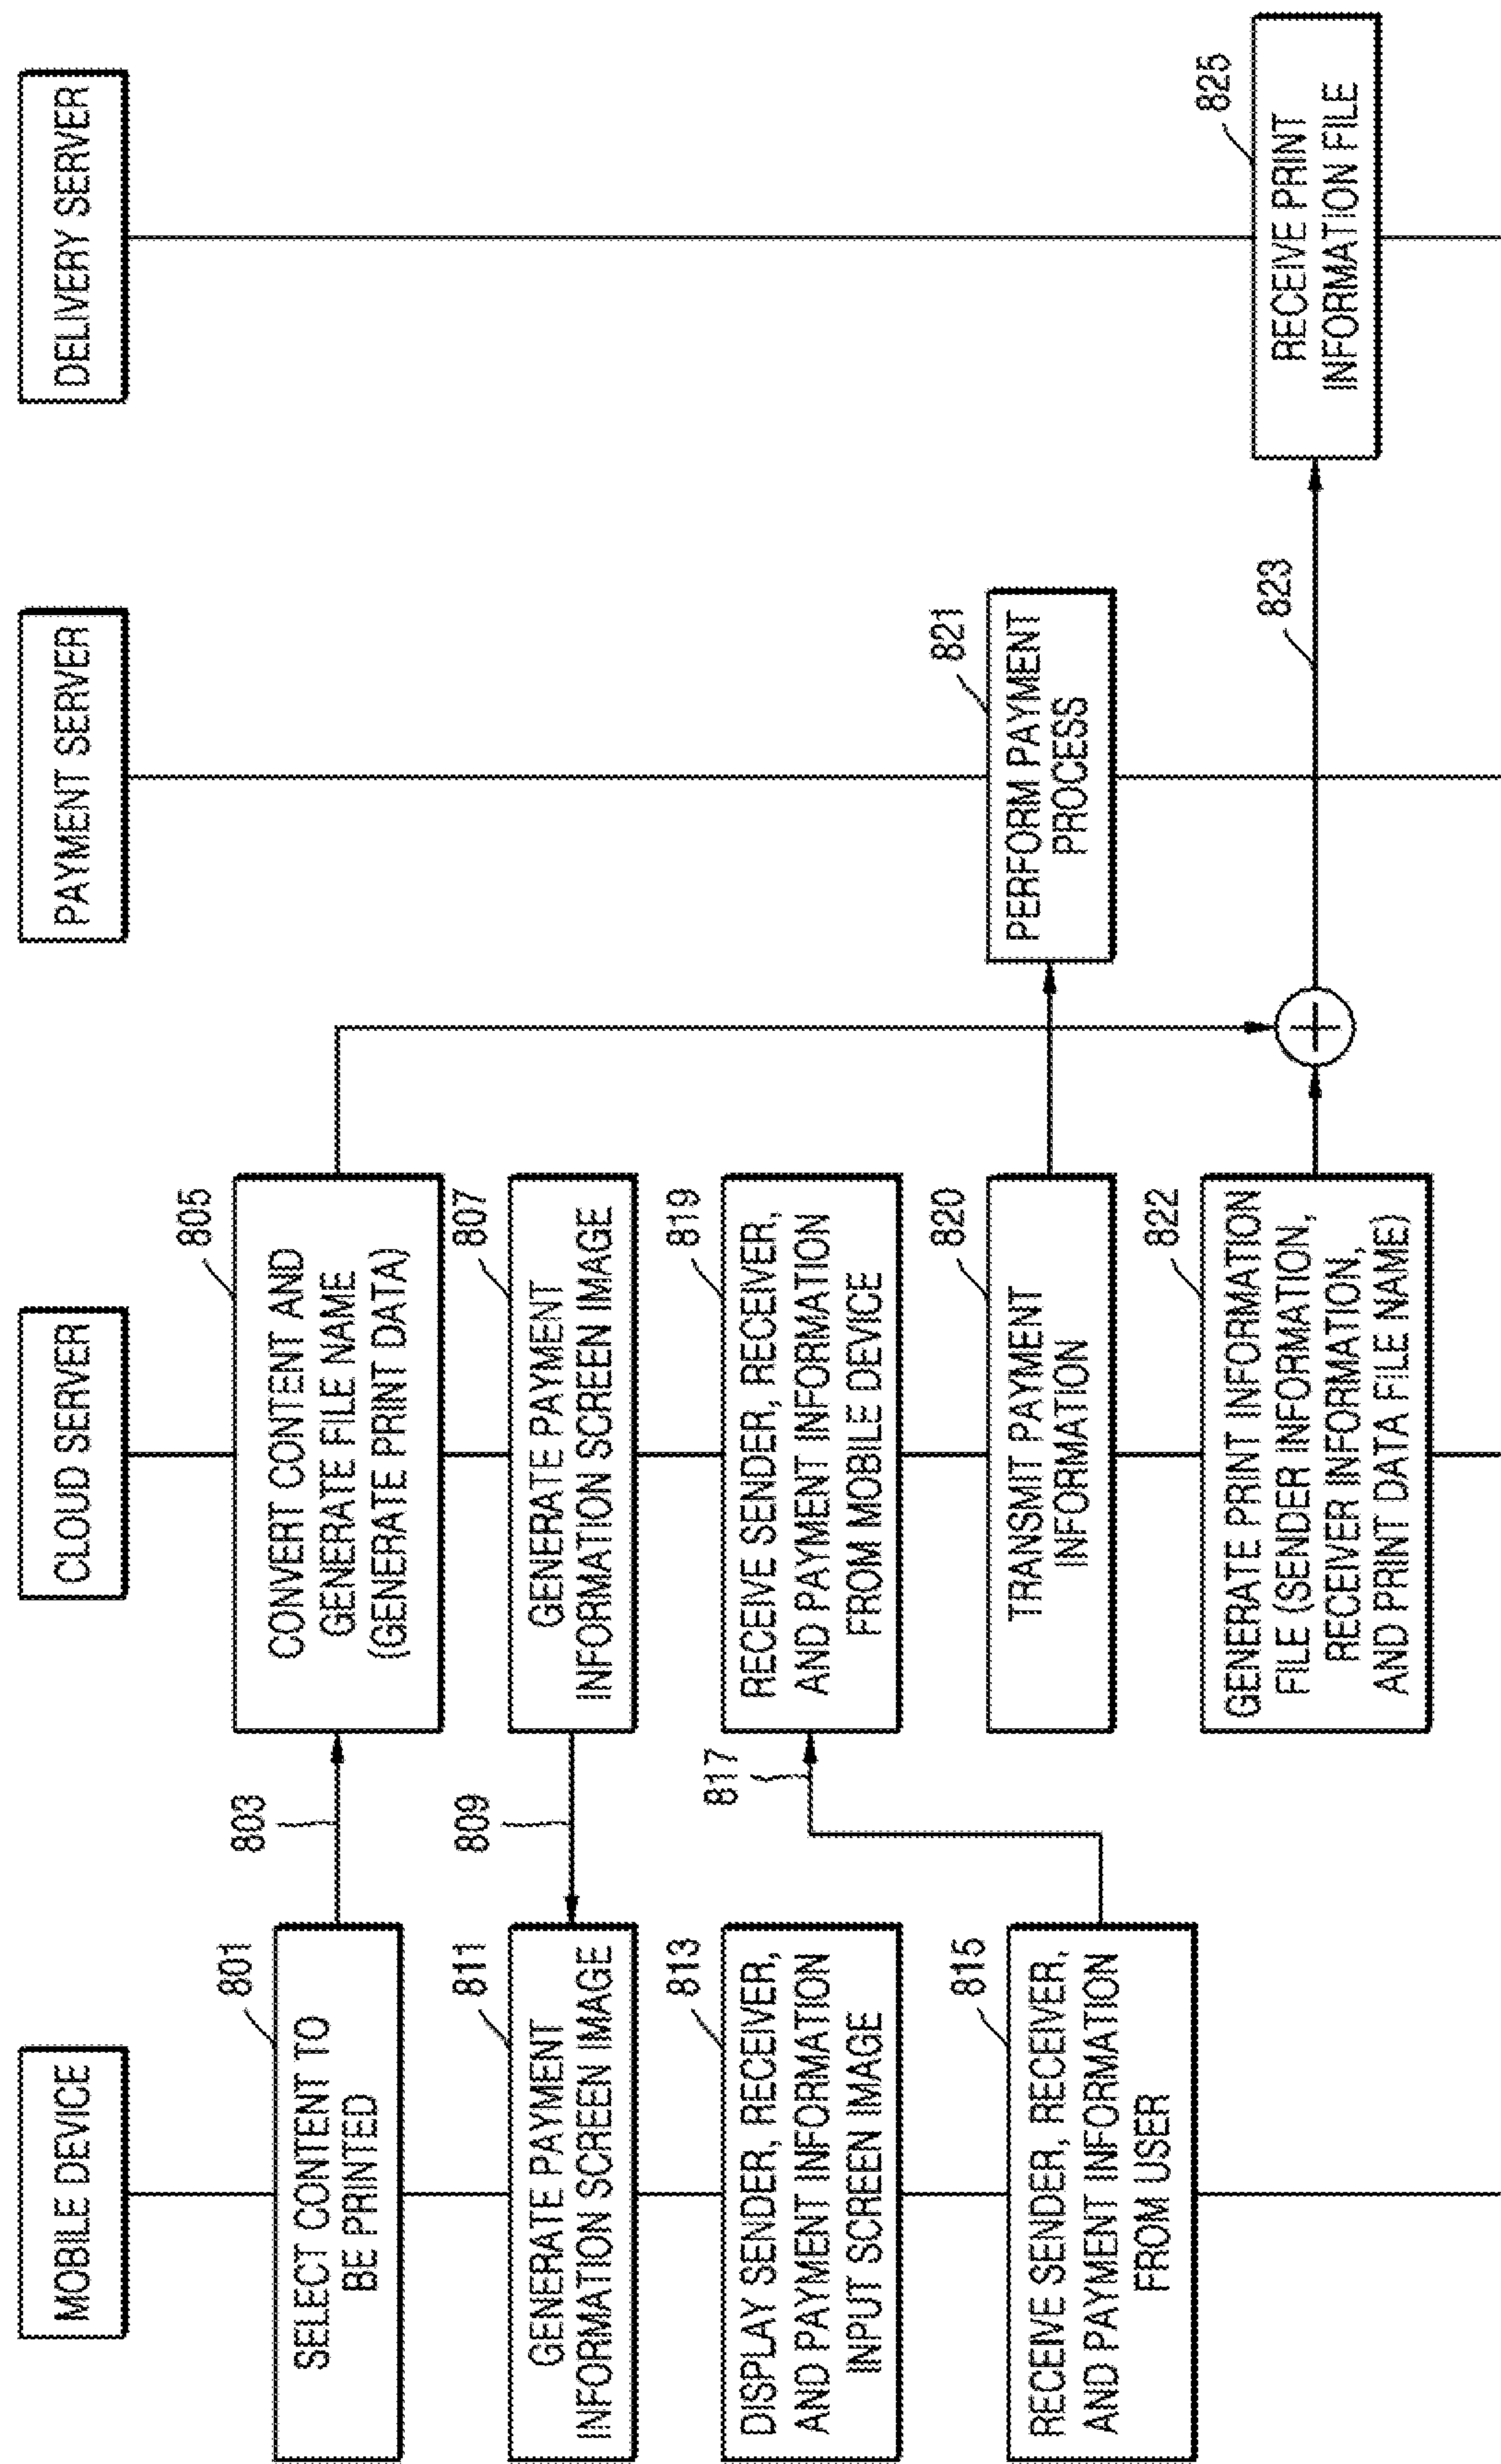 MOBILE DEVICE
CLOUD SERVER
PAYMENT SERVER
DELIVERY SERVER
801
SELECT CONTENT TO
BE PRINTED
803
805
CONVERT CONTENT AND
GENERATE FILE NAME
(GENERATE PRINT DATA)
807
GENERATE PAYMENT
INFORMATION SCREEN IMAGE
809
811
GENERATE PAYMENT
INFORMATION SCREEN IMAGE
813
DISPLAY SENDER, RECEIVER,
AND PAYMENT INFORMATION
INPUT SCREEN IMAGE
815
RECEIVE SENDER, RECEIVER,
AND PAYMENT INFORMATION
FROM USER
817
819
RECEIVE SENDER, RECEIVER,
AND PAYMENT INFORMATION
FROM MOBILE DEVICE
820
TRANSMIT PAYMENT
INFORMATION
821
PERFORM PAYMENT
PROCESS
822
GENERATE PRINT INFORMATION
FILE (SENDER INFORMATION,
RECEIVER INFORMATION,
AND PRINT DATA FILE NAME)
823
825
RECEIVE PRINT
INFORMATION FILE